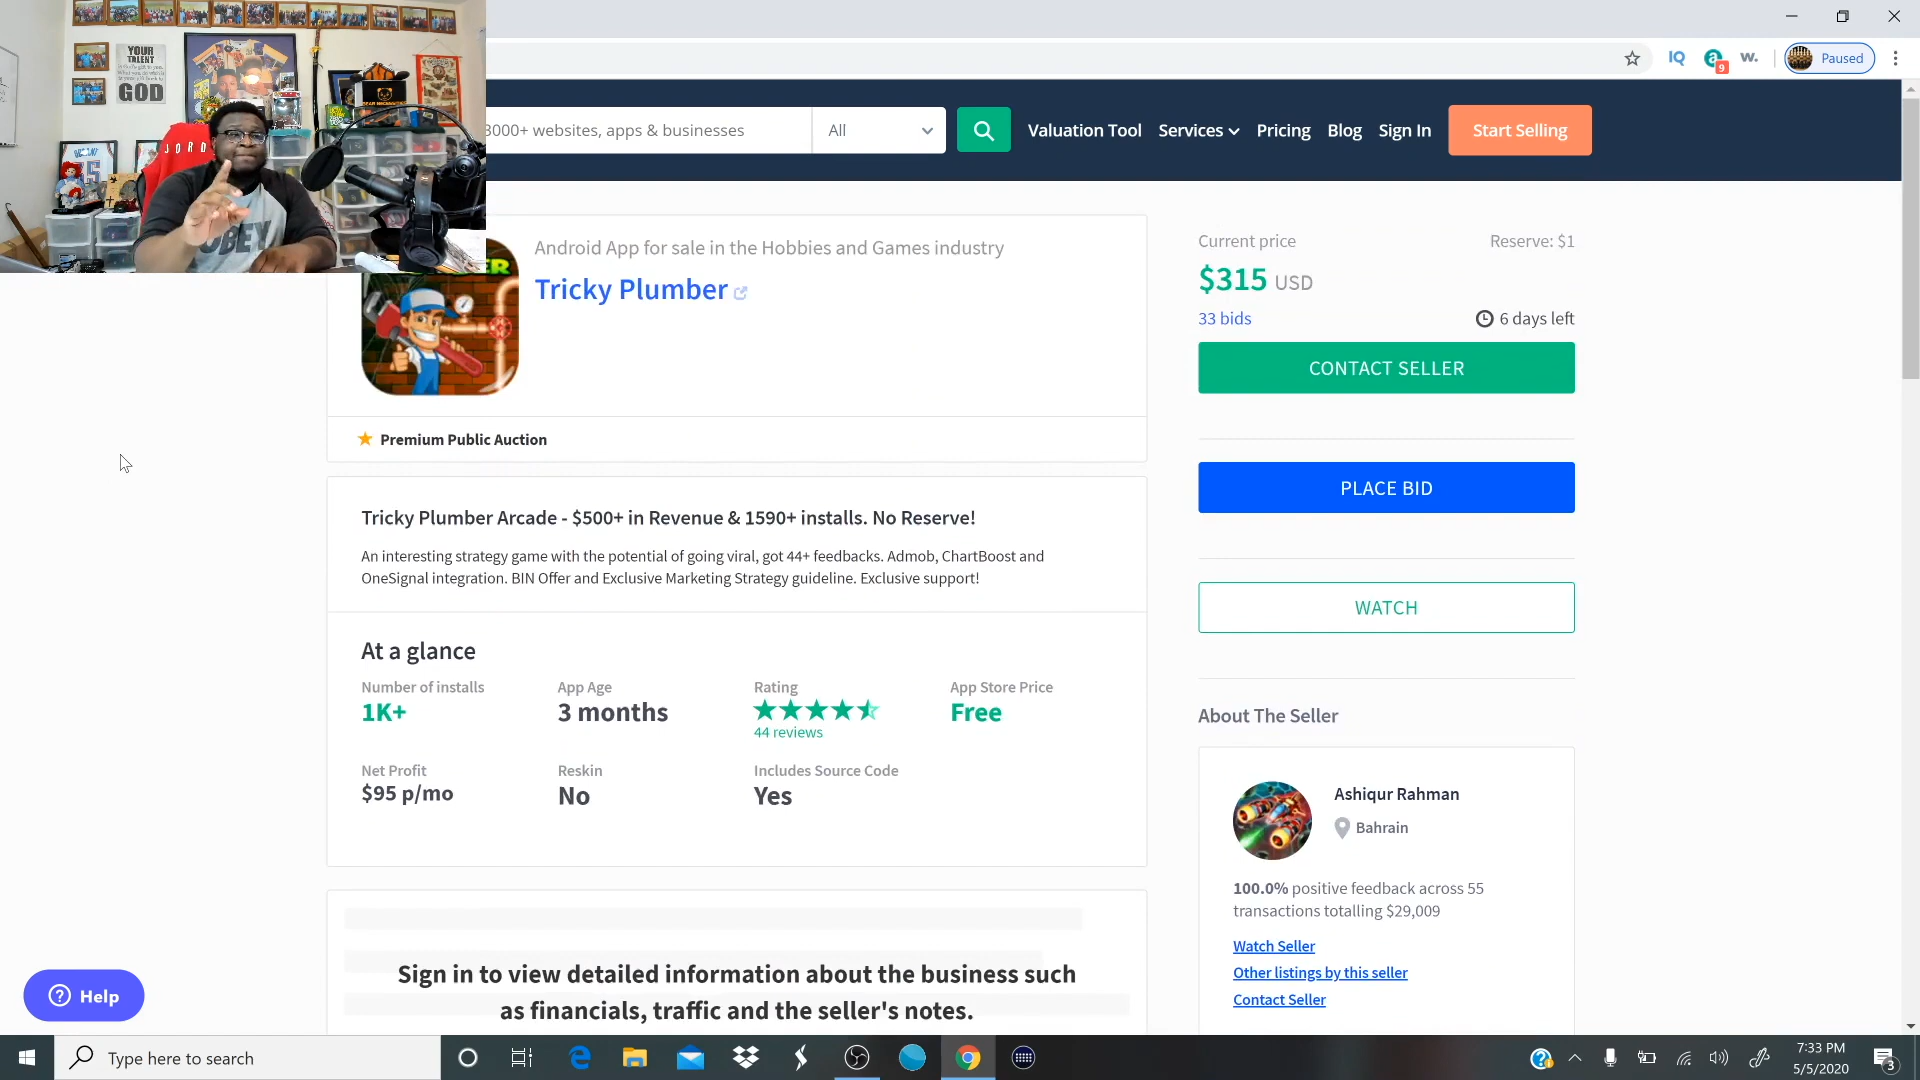 YOUR
TALENT
GOD
JORD
OBEY
3000+ websites, apps & businesses
All
Valuation Tool
Services
Pricing
Blog
Sign In
Start Selling
IQ
9
w.
Paused
Android App for sale in the Hobbies and Games industry
Tricky Plumber
Premium Public Auction
Tricky Plumber Arcade - $500+ in Revenue & 1590+ installs. No Reserve!
An interesting strategy game with the potential of going viral, got 44+ feedbacks. Admob, ChartBoost and
OneSignal integration. BIN Offer and Exclusive Marketing Strategy guideline. Exclusive support!
At a glance
Number of installs
1K+
App Age
3 months
Rating
44 reviews
App Store Price
Free
Net Profit
$95 p/mo
Reskin
No
Includes Source Code
Yes
Sign in to view detailed information about the business such
as financials, traffic and the seller's notes.
Current price
Reserve: $1
$315 USD
33 bids
6 days left
CONTACT SELLER
PLACE BID
WATCH
About The Seller
Ashiqur Rahman
Bahrain
100.0% positive feedback across 55
transactions totalling $29,009
Watch Seller
Other listings by this seller
Contact Seller
Help
Type here to search
7:33 PM
5/5/2020
3